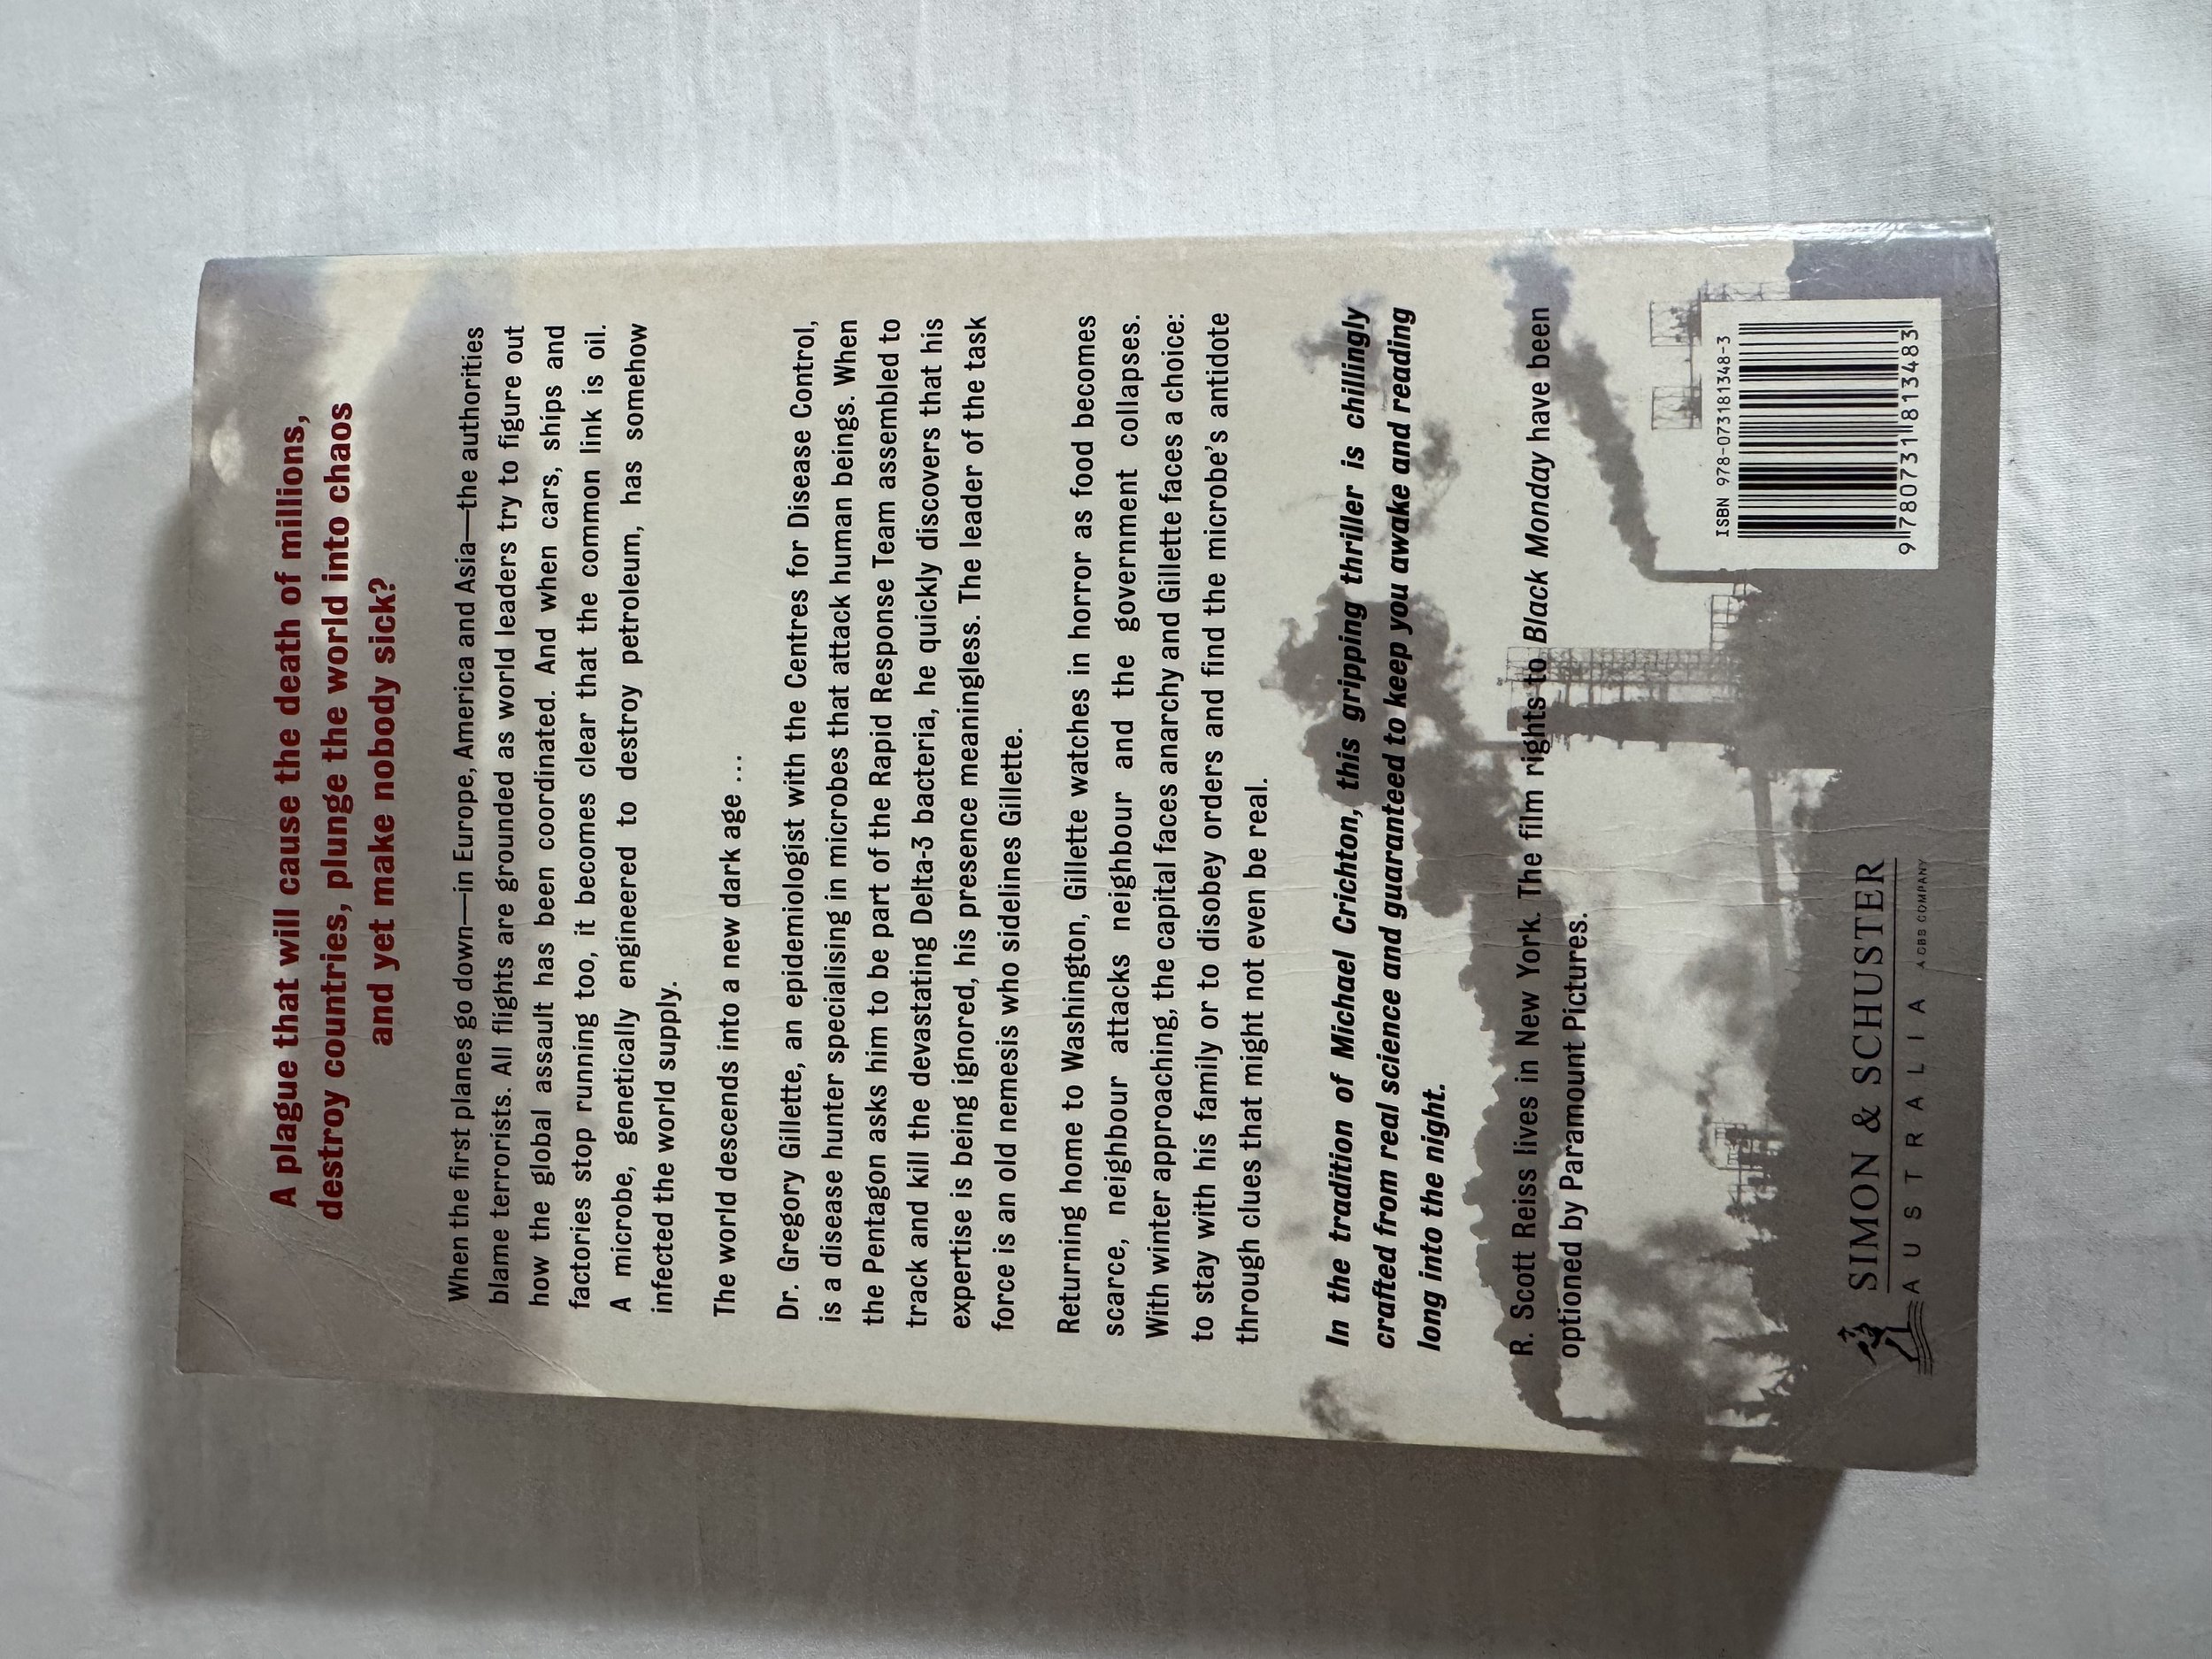 A plague that will cause the death of millions,
destroy countries, plunge the world into chaos
and yet make nobody sick?
When the first planes go down—in Europe, America and Asia—the authorities
blame terrorists. All flights are grounded as world leaders try to figure out
how the global assault has been coordinated. And when cars, ships and
factories stop running too, it becomes clear that the common link is oil.
A microbe, genetically engineered to destroy petroleum, has somehow
infected the world supply.
The world descends into a new dark age ...
Dr. Gregory Gillette, an epidemiologist with the Centres for Disease Control,
is a disease hunter specialising in microbes that attack human beings. When
the Pentagon asks him to be part of the Rapid Response Team assembled to
track and kill the devastating Delta-3 bacteria, he quickly discovers that his
expertise is being ignored, his presence meaningless. The leader of the task
force is an old nemesis who sidelines Gillette.
Returning home to Washington, Gillette watches in horror as food becomes
scarce, neighbour attacks neighbour and the government collapses.
With winter approaching, the capital faces anarchy and Gillette faces a choice:
to stay with his family or to disobey orders and find the microbe's antidote
through clues that might not even be real.
In the tradition of Michael Crichton, this gripping thriller is chillingly
crafted from real science and guaranteed to keep you awake and reading
long into the night.
R. Scott Reiss lives in New York. The film rights to Black Monday have been
optioned by Paramount Pictures.
SIMON & SCHUSTER
AUSTRALIA A CBS COMPANY
ISBN 978-073181348-3
9 780731 813483